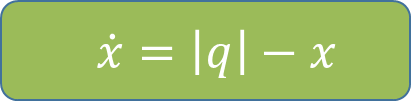 ẋ = |q| − x